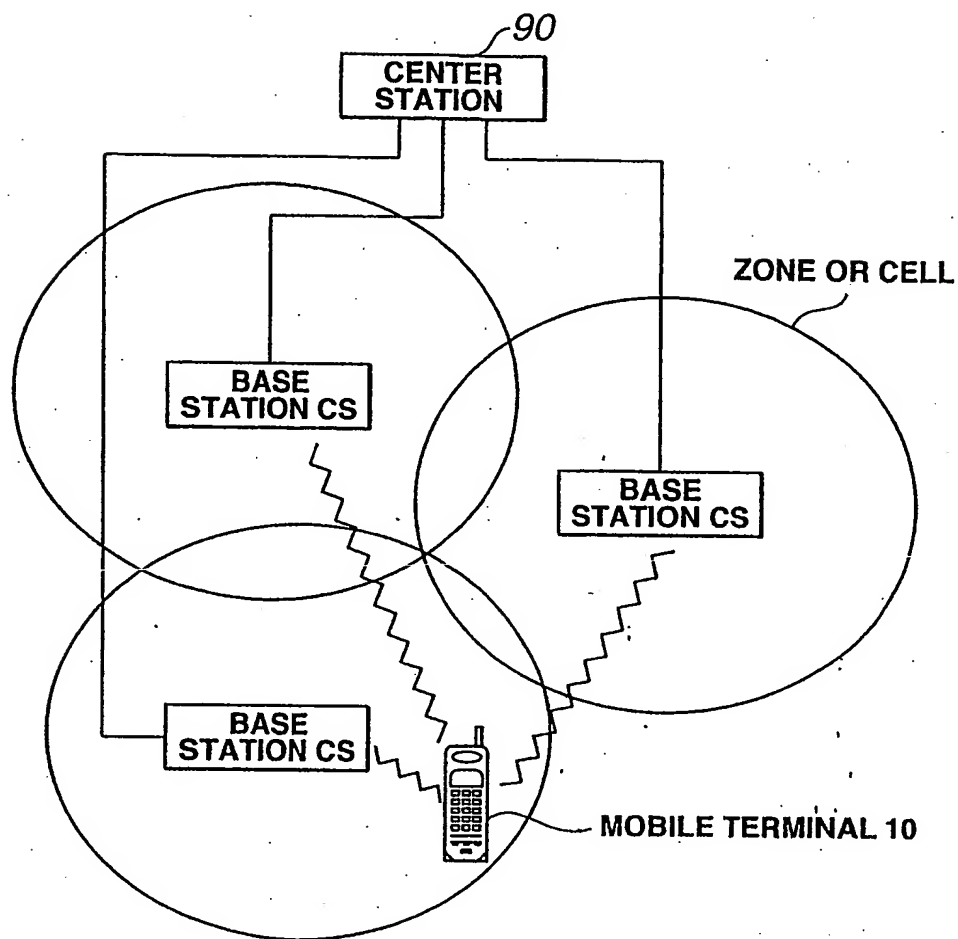 90
CENTER
STATION
ZONE OR CELL
BASE
STATION CS
BASE
STATION CS
BASE
STATION CS
MOBILE TERMINAL 10